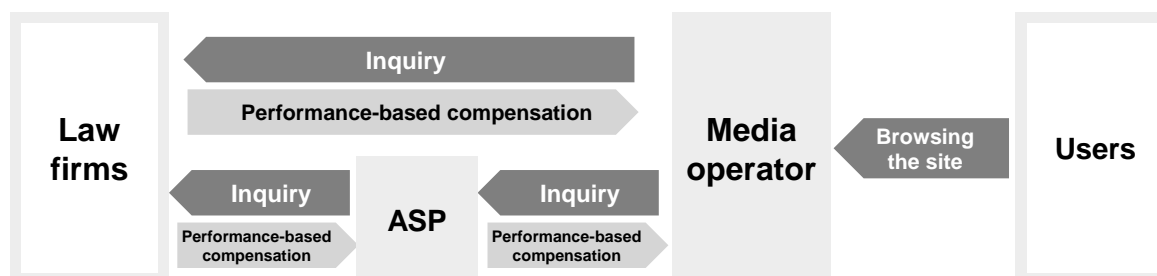 Law
firms
Inquiry
Performance-based compensation
Inquiry
Performance-based
compensation
ASP
Inquiry
Performance-based
compensation
Media
operator
Browsing
the site
Users